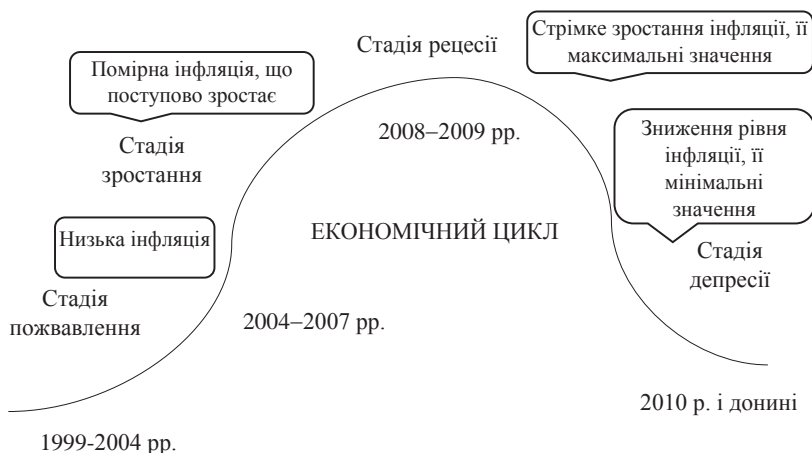 Стадія рецесії
Стрімке зростання інфляції, її
максимальні значення
Помірна інфляція, що
поступово зростає
2008–2009 рр.
Стадія
зростання
Зниження рівня
інфляції, її
мінімальні
значення
Низька інфляція
ЕКОНОМІЧНИЙ ЦИКЛ
Стадія
депресії
Стадія
пожвавлення
2004–2007 рр.
2010 р. і донині
1999-2004 рр.